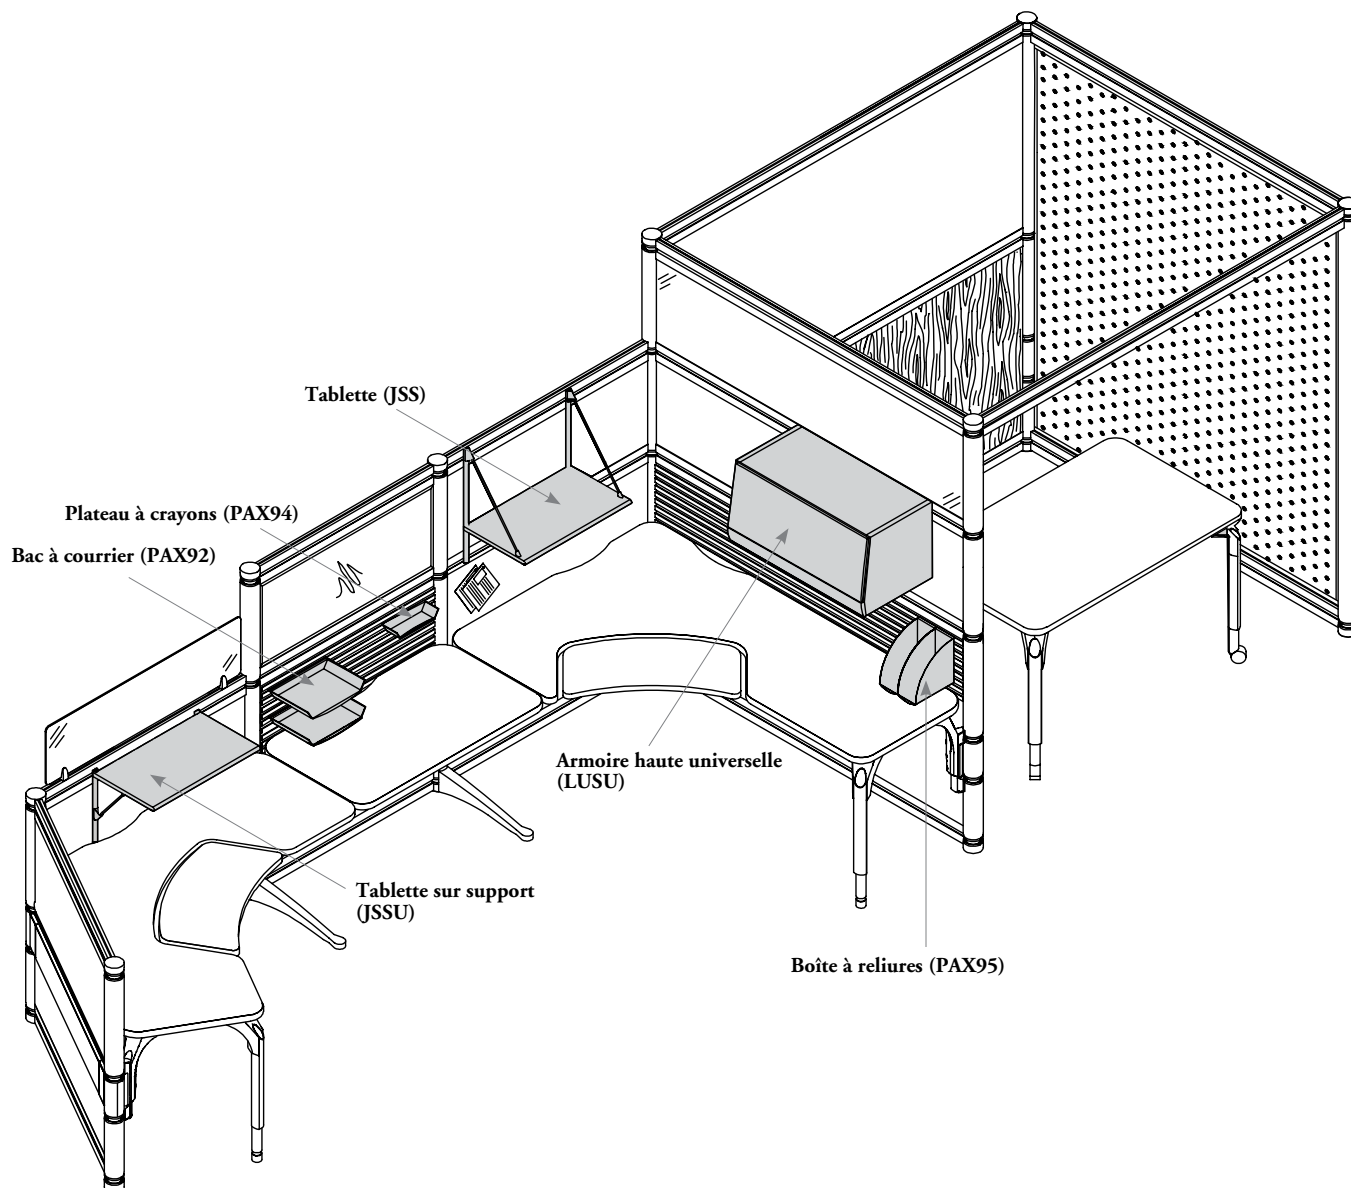 Tablette (JSS)
Plateau à crayons (PAX94)
Bac à courrier (PAX92)
Armoire haute universelle
(LUSU)
Tablette sur support
(JSSU)
Boîte à reliures (PAX95)